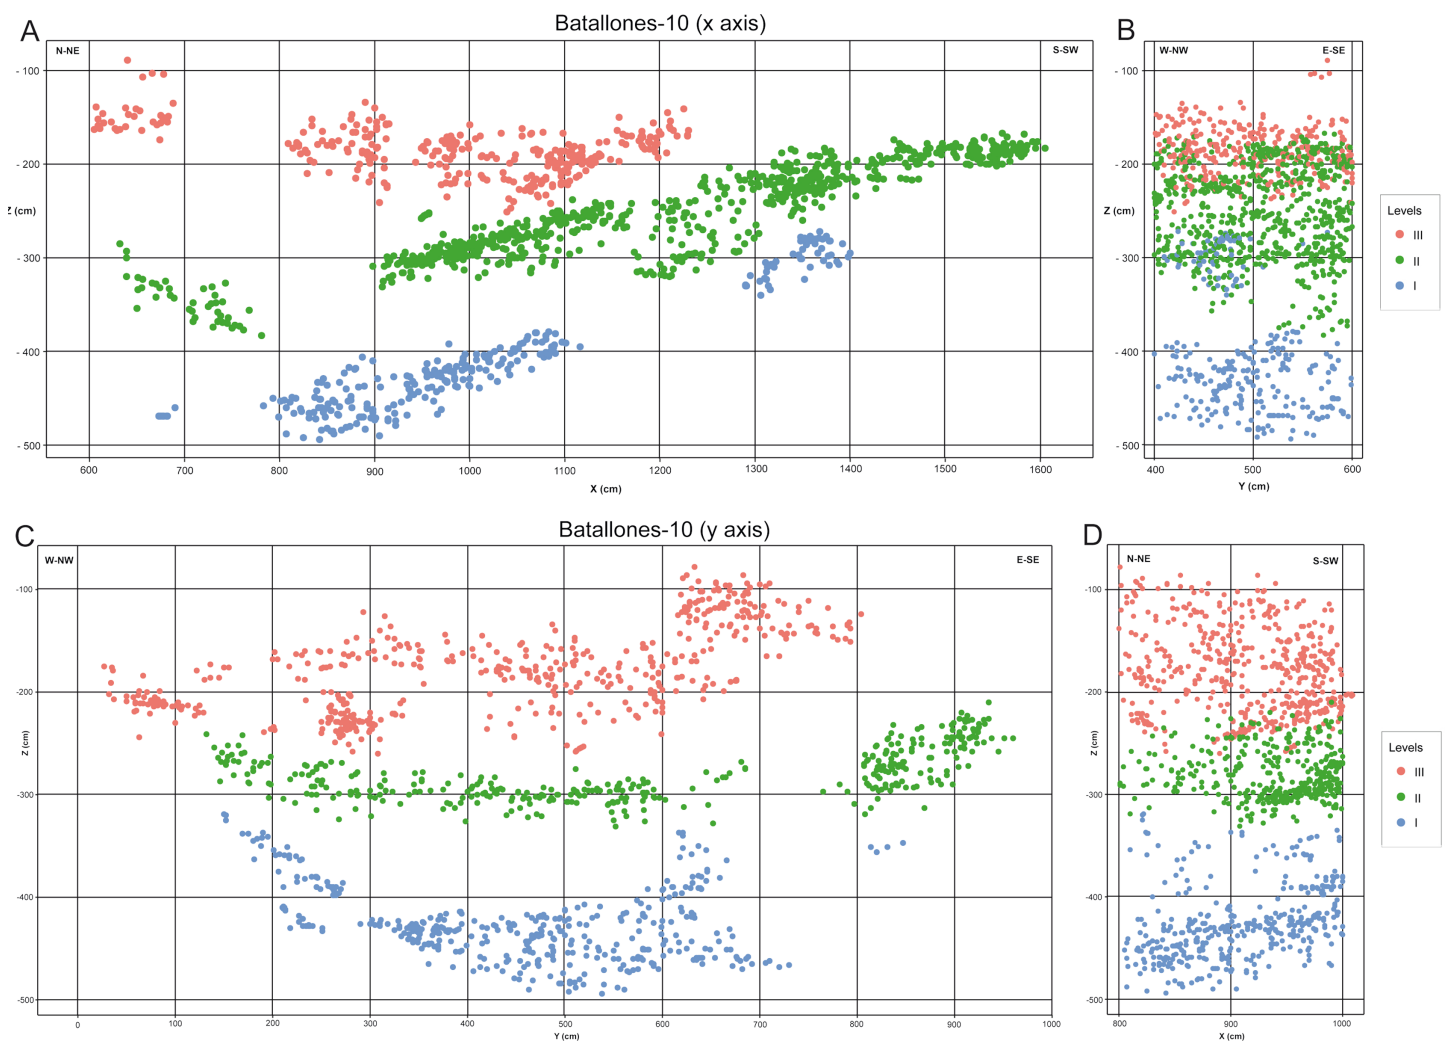 A
Batallones-10 (x axis)
B
N-NE
S-SW
W-NW
E-SE
- 100
- 200
Z (cm)
- 300
- 400
- 500
600 700 800 900 1000 1100 1200 1300 1400 1500 1600
X (cm)
- 100
- 200
Z (cm)
- 300
- 400
- 500
400 500 600
Y (cm)
Levels
III
II
I
C
Batallones-10 (y axis)
D
W-NW
E-SE
N-NE
S-SW
-100
-200
Z (cm)
-300
-400
-500
0 100 200 300 400 500 600 700 800 900 1000
Y (cm)
-100
-200
Z (cm)
-300
-400
-500
800 900 1000
X (cm)
Levels
III
II
I